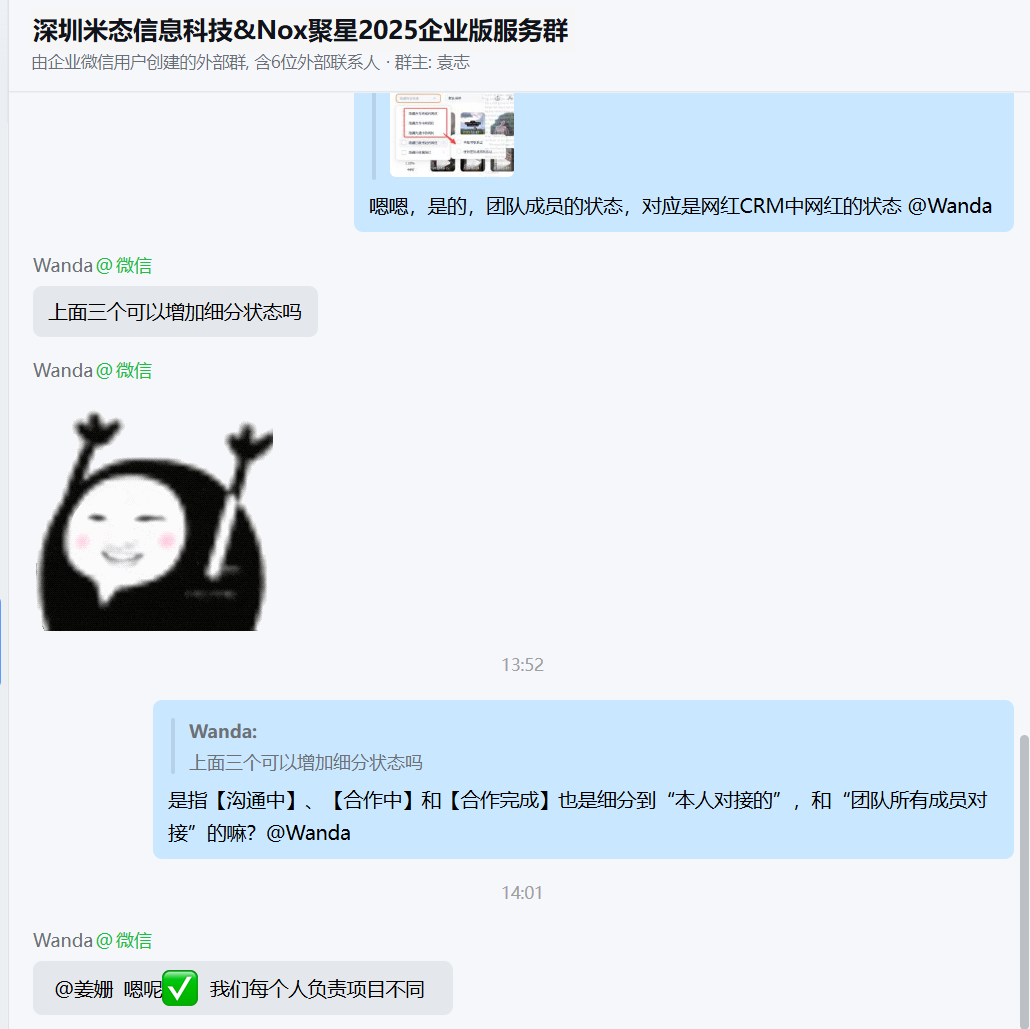 深圳米态信息科技&Nox聚星2025企业版服务群
由企业微信用户创建的外部群, 含6位外部联系人 · 群主: 袁志
嗯嗯，是的，团队成员的状态，对应是网红CRM中网红的状态 @Wanda
Wanda@微信
上面三个可以增加细分状态吗
Wanda@微信
13:52
Wanda:
上面三个可以增加细分状态吗
是指【沟通中】、【合作中】和【合作完成】也是细分到“本人对接的”，和“团队所有成员对
接”的嘛？@Wanda
14:01
Wanda@微信
@姜姗 嗯呢✅ 我们每个人负责项目不同